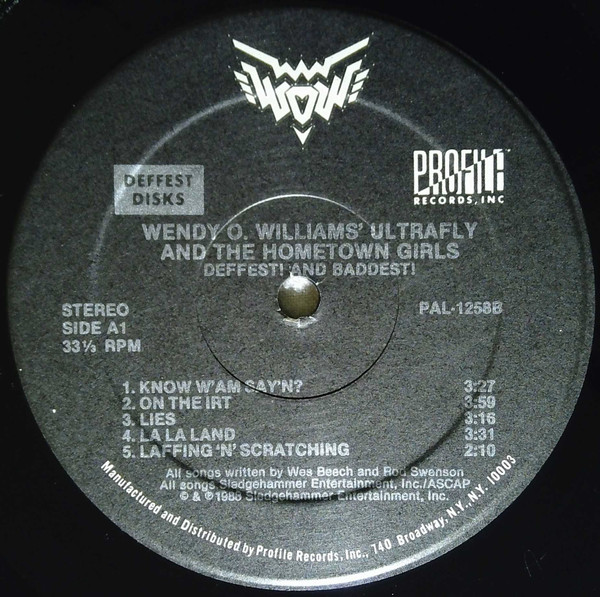 WOW
DEFFEST
DISKS
PROFILE™
RECORDS, INC
WENDY O. WILLIAMS' ULTRAFLY
AND THE HOMETOWN GIRLS
DEFFEST! AND BADDEST!
STEREO
SIDE A1
33⅓ RPM
PAL-1258B
1. KNOW W'AM SAY'N? 3:27
2. ON THE IRT 3:59
3. LIES 3:16
4. LA LA LAND 3:31
5. LAFFING 'N' SCRATCHING 2:10
All songs written by Wes Beech and Rod Swenson
All songs Sledgehammer Entertainment, Inc./ASCAP
© & ℗1988 Sledgehammer Entertainment, Inc.
Manufactured and Distributed by Profile Records, Inc., 740 Broadway, N.Y., N.Y. 10003